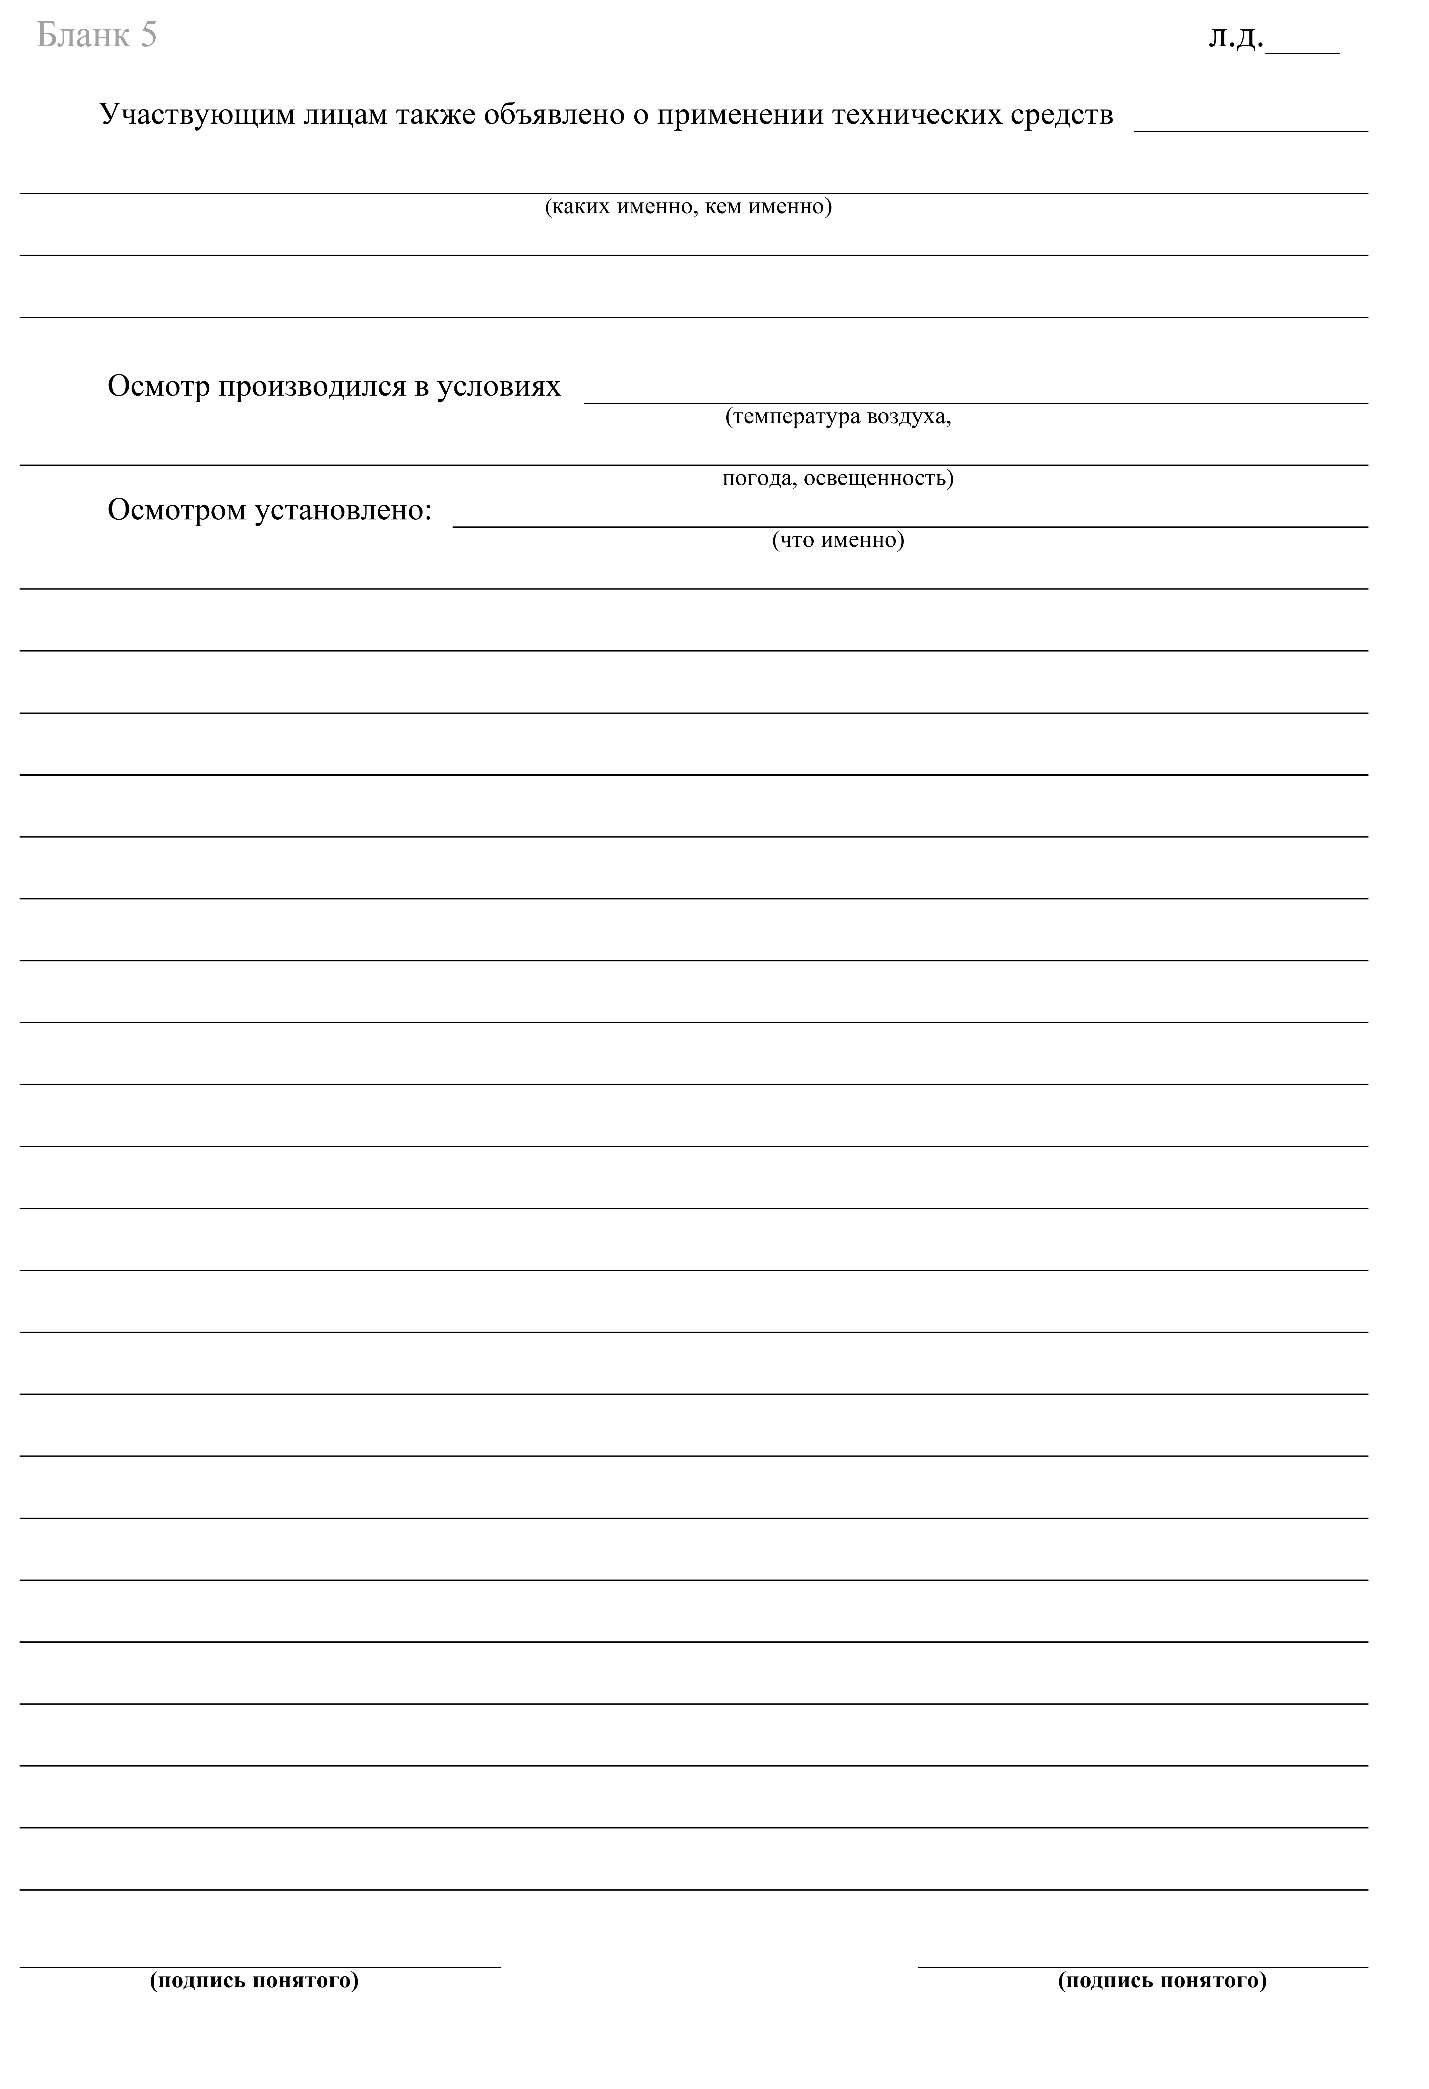 Бланк 5
л.д.____
Участвующим лицам также объявлено о применении технических средств
(каких именно, кем именно)
Осмотр производился в условиях
(температура воздуха,
погода, освещенность)
Осмотром установлено:
(что именно)
(подпись понятого) (подпись понятого)